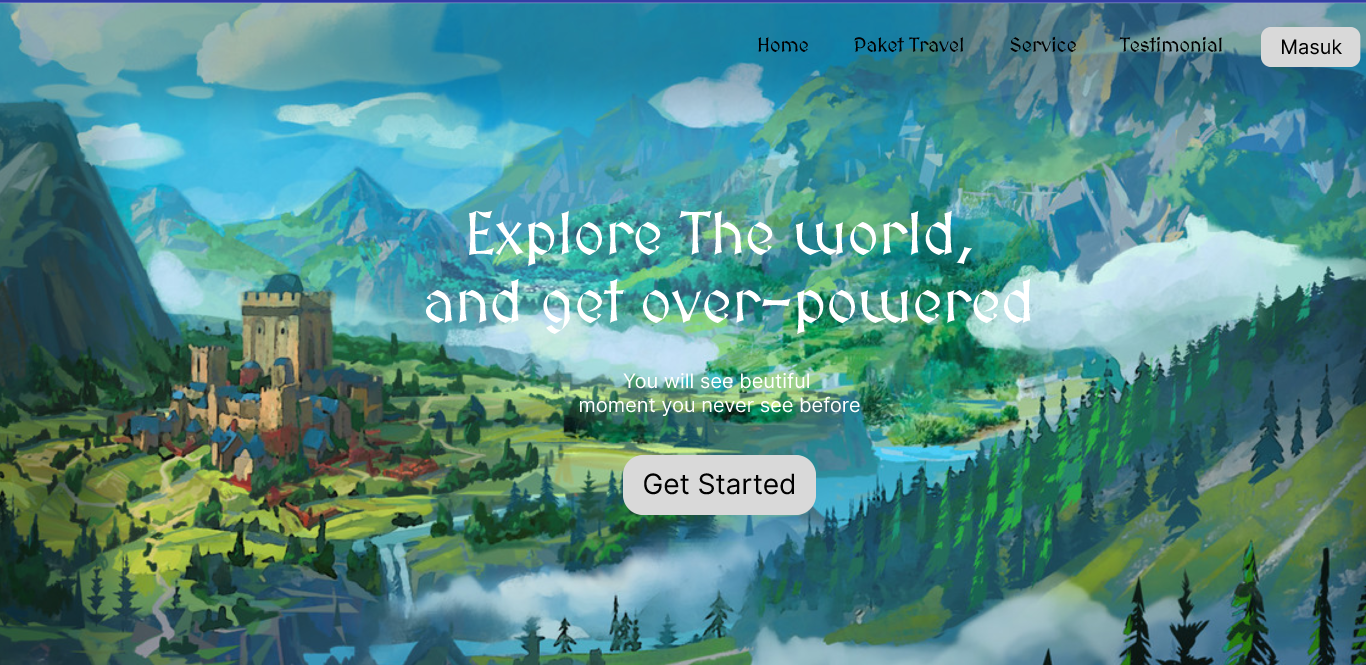 Home Paket Travel Service Testimonial Masuk
Explore The world,
and get over-powered
You will see beutiful
moment you never see before
Get Started